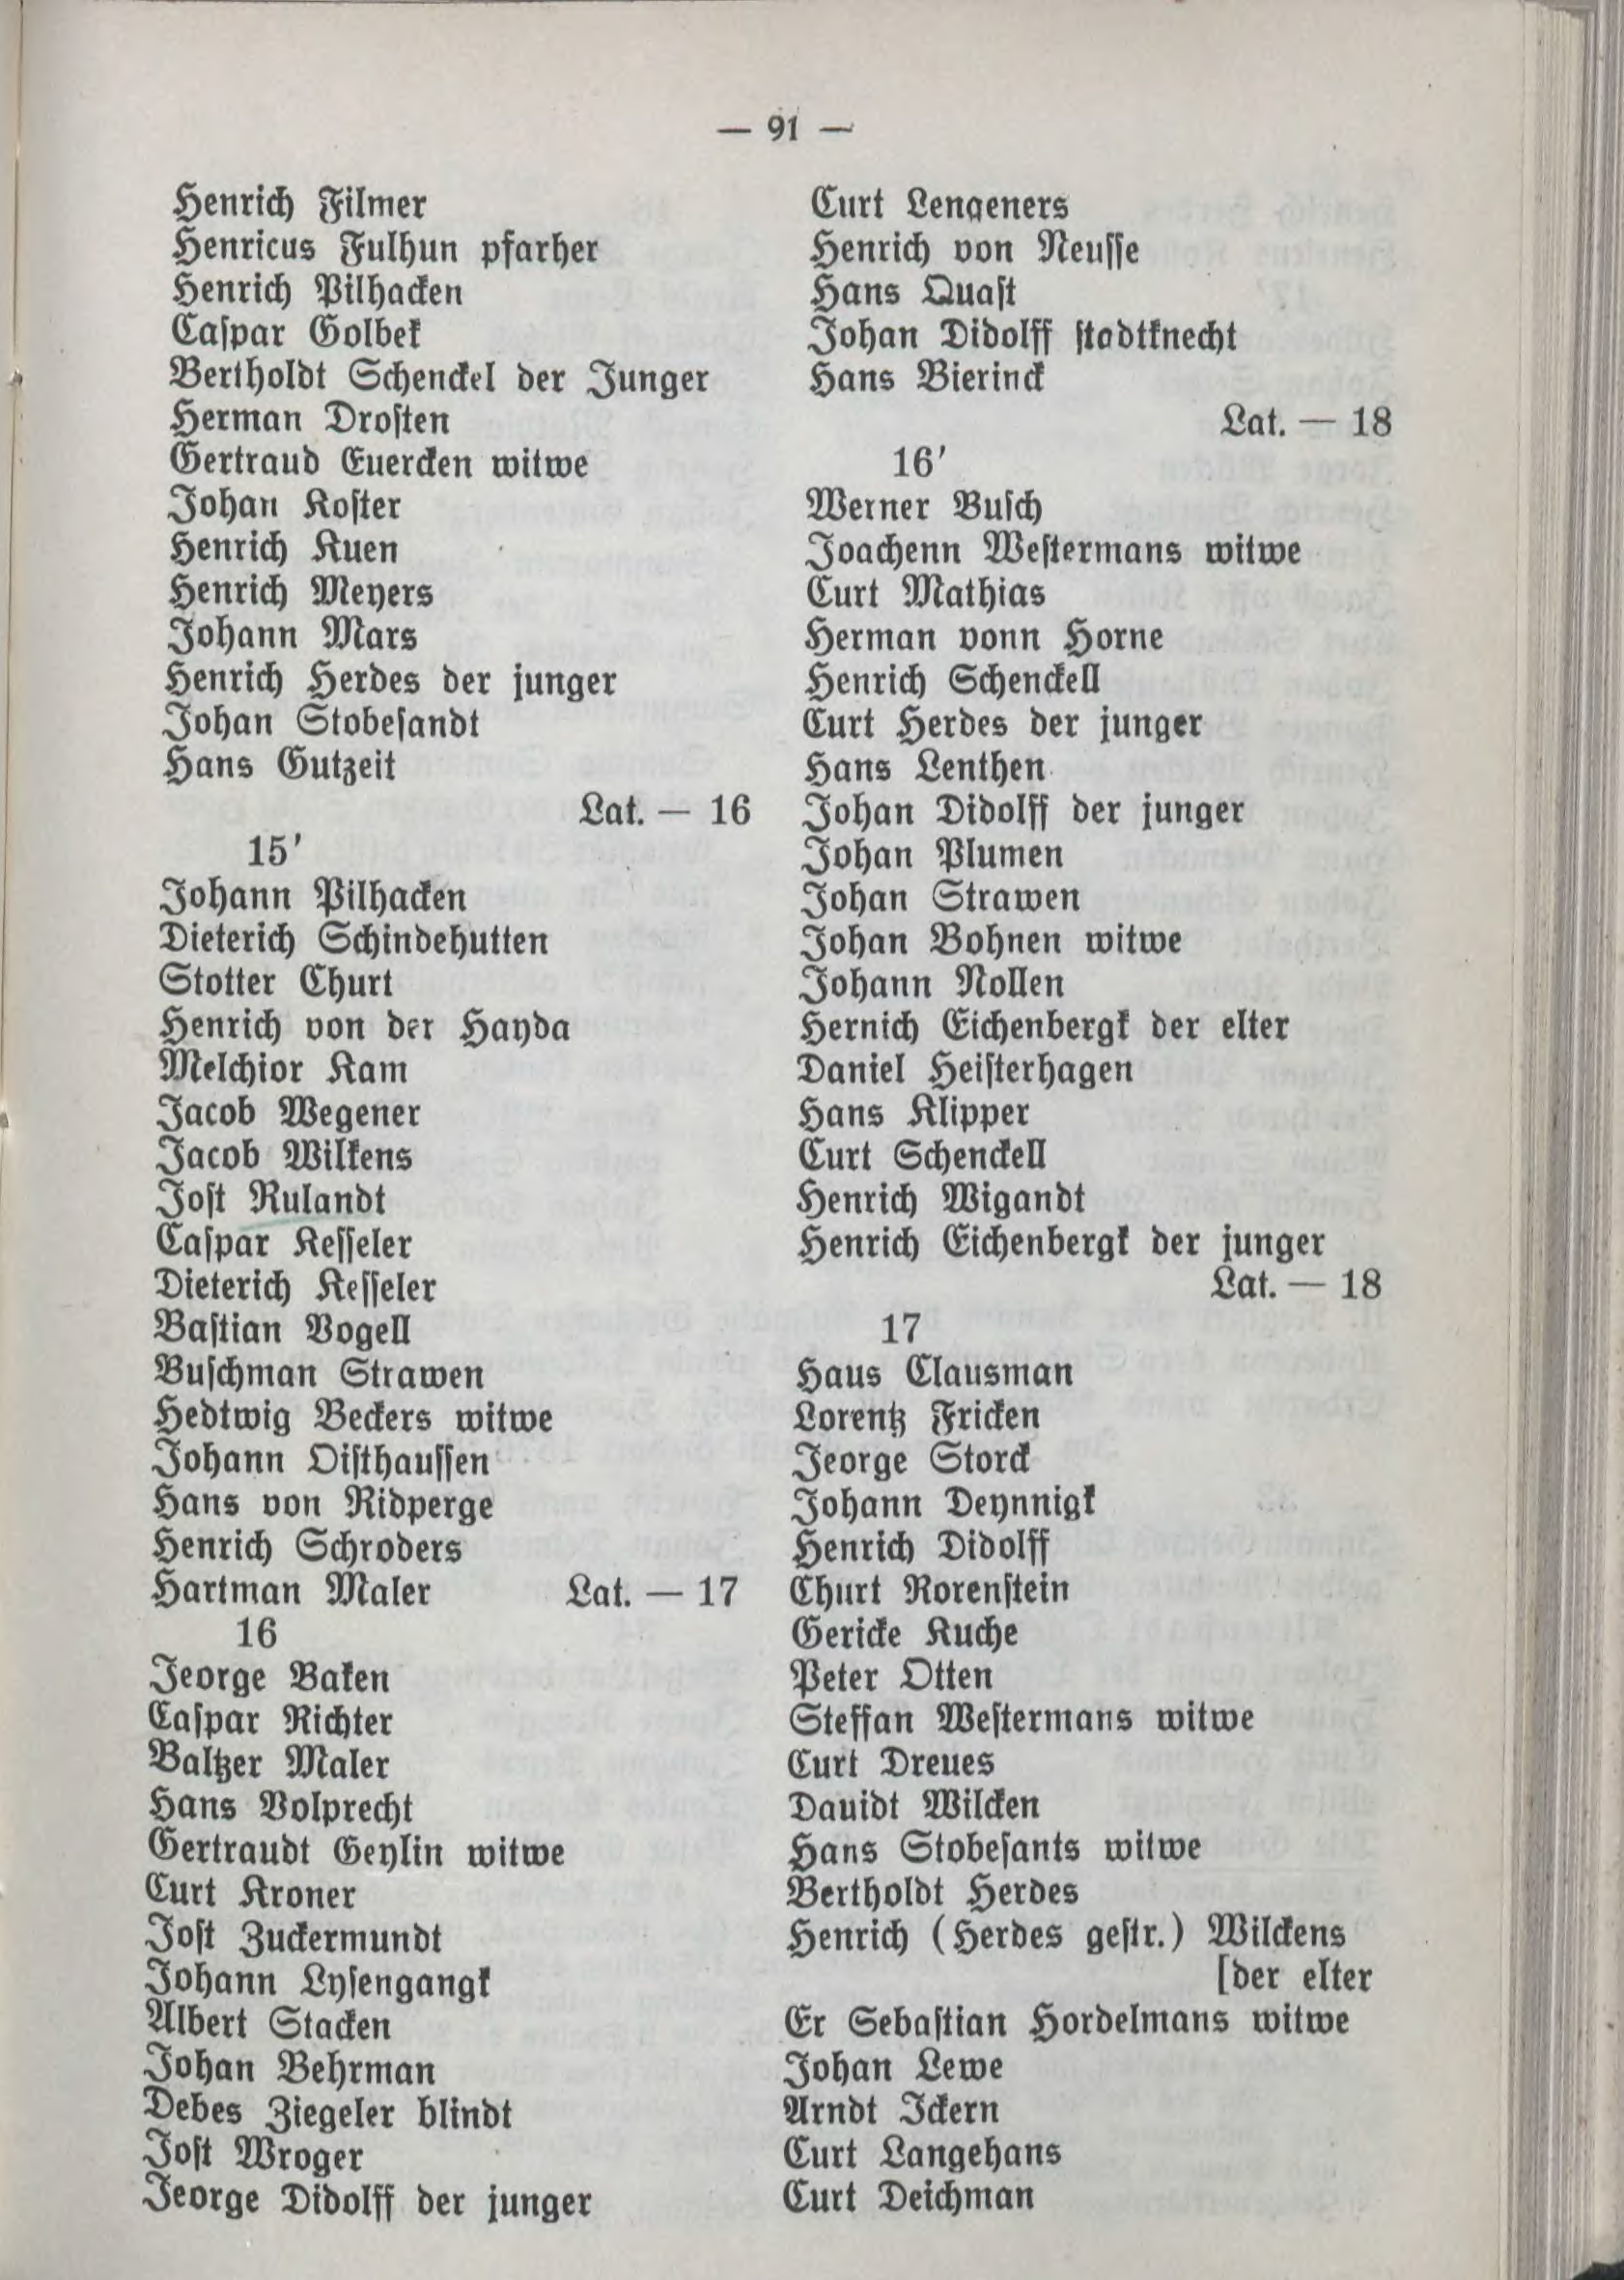 — 91 —
Henrich Filmer
Henricus Fulhun pfarher
Henrich Pilhacken
Caspar Golbek
Bertholdt Schenckel der Junger
Herman Drosten
Gertraud Euercken witwe
Johan Koster
Henrich Kuen
Henrich Meyers
Johann Mars
Henrich Herdes der junger
Johan Stobesandt
Hans Gutzeit
Lat. — 16
15'
Johann Pilhacken
Dieterich Schindehutten
Stotter Churt
Henrich von der Hayda
Melchior Kam
Jacob Wegener
Jacob Wilkens
Jost Rulandt
Caspar Kesseler
Dieterich Kesseler
Bastian Vogell
Buschman Strawen
Hedtwig Beckers witwe
Johann Oisthaussen
Hans von Ridperge
Henrich Schroders
Hartman Maler Lat. — 17
16
Jeorge Baken
Caspar Richter
Baltzer Maler
Hans Volprecht
Gertraudt Geylin witwe
Curt Kroner
Jost Zuckermundt
Johann Lysengangk
Albert Stacken
Johan Behrman
Debes Ziegeler blindt
Jost Wroger
Jeorge Didolff der junger
Curt Lengeners
Henrich von Neusse
Hans Quast
Johan Didolff stadtknecht
Hans Bierinck
Lat. — 18
16'
Werner Busch
Joachenn Westermans witwe
Curt Mathias
Herman vonn Horne
Henrich Schenckell
Curt Herdes der junger
Hans Lenthen
Johan Didolff der junger
Johan Plumen
Johan Strawen
Johan Bohnen witwe
Johann Nollen
Hernich Eichenbergk der elter
Daniel Heisterhagen
Hans Klipper
Curt Schenckell
Henrich Wigandt
Henrich Eichenbergk der junger
Lat. — 18
17
Haus Clausman
Lorentz Fricken
Jeorge Storck
Johann Deynnigk
Henrich Didolff
Churt Rorenstein
Gericke Kuche
Peter Otten
Steffan Westermans witwe
Curt Dreues
Dauidt Wilcken
Hans Stobesants witwe
Bertholdt Herdes
Henrich (Herdes gestr.) Wilckens
[der elter
Er Sebastian Hordelmans witwe
Johan Lewe
Arndt Ickern
Curt Langehans
Curt Deichman